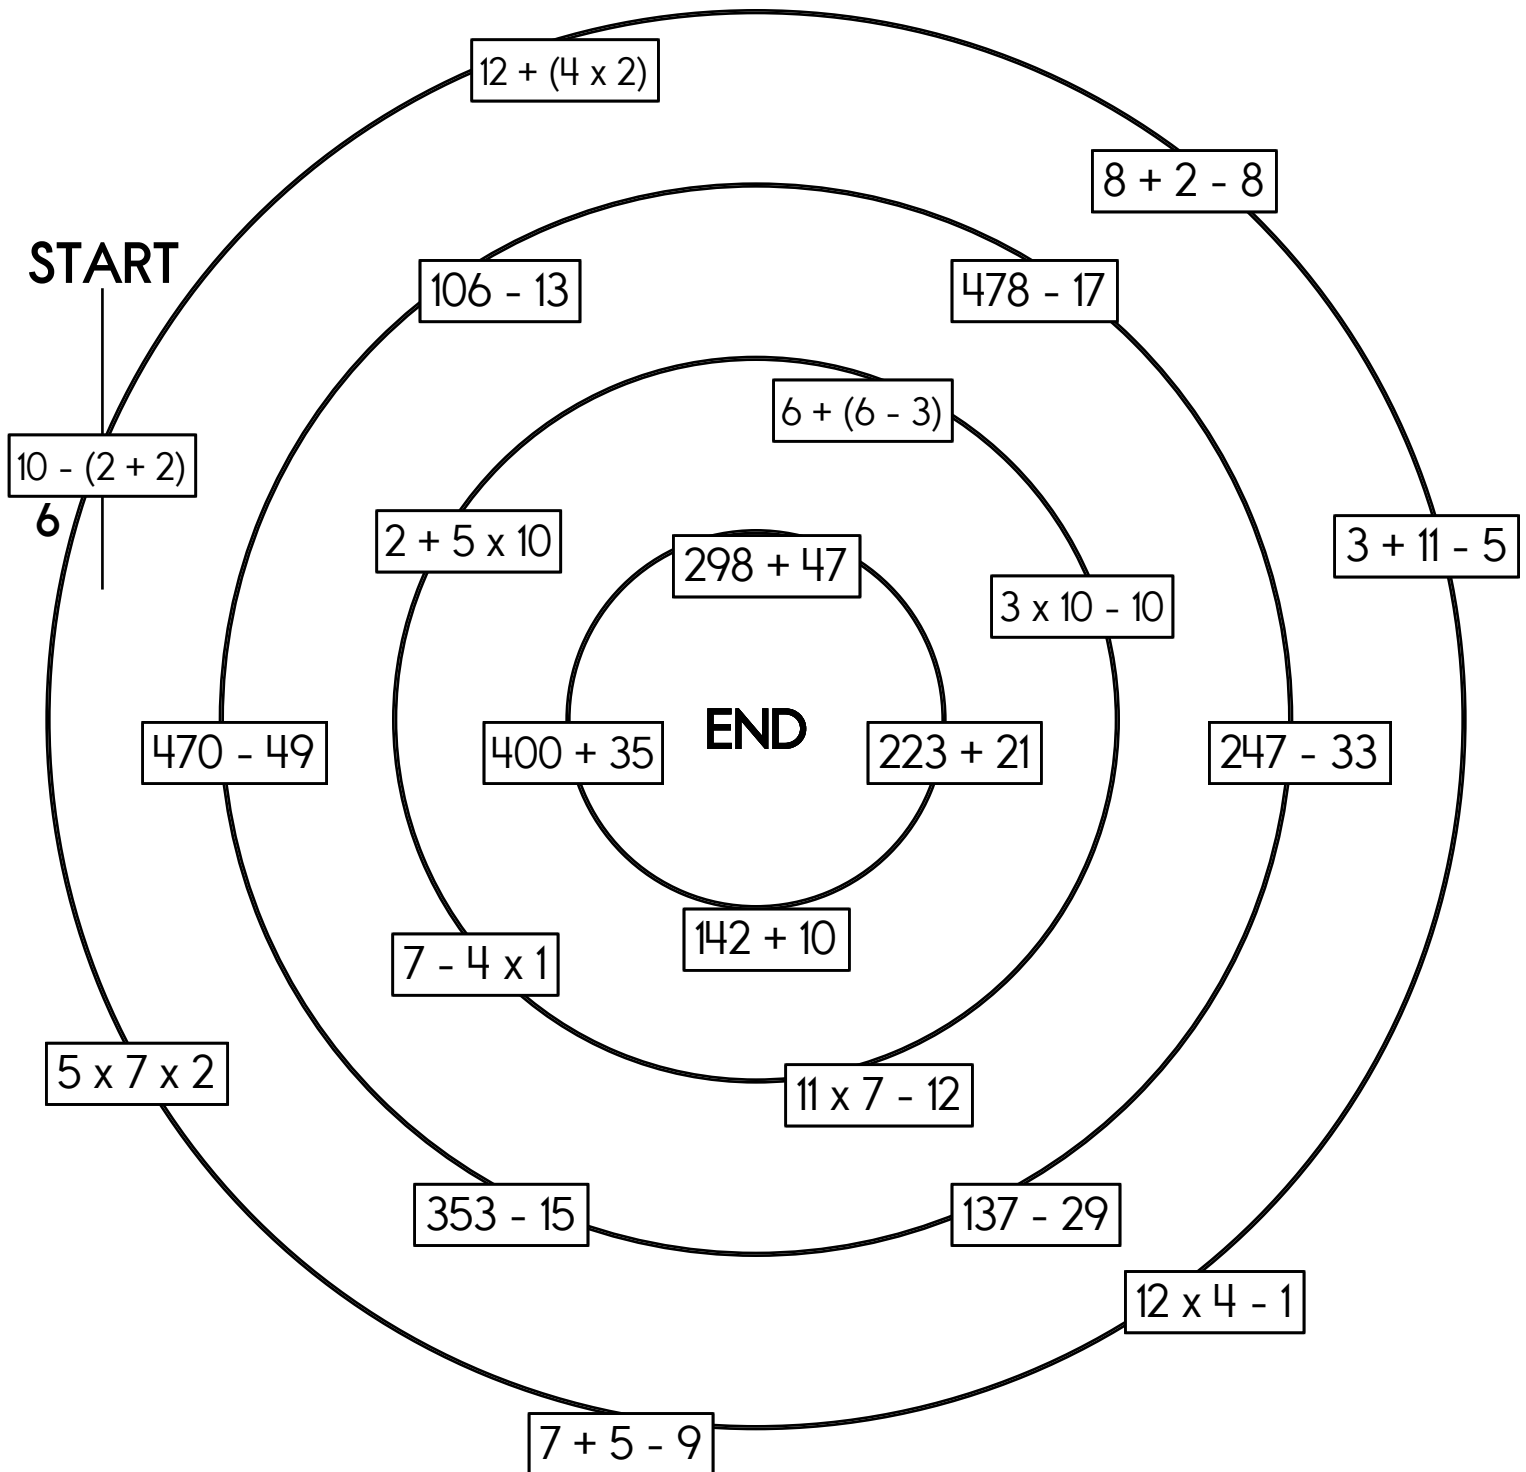 12 + (4 x 2)
8 + 2 - 8
START
106 - 13
478 - 17
6 + (6 - 3)
10 - (2 + 2)
6
2 + 5 x 10
3 + 11 - 5
298 + 47
3 x 10 - 10
END
470 - 49
400 + 35
223 + 21
247 - 33
142 + 10
7 - 4 x 1
5 x 7 x 2
11 x 7 - 12
353 - 15
137 - 29
12 x 4 - 1
7 + 5 - 9